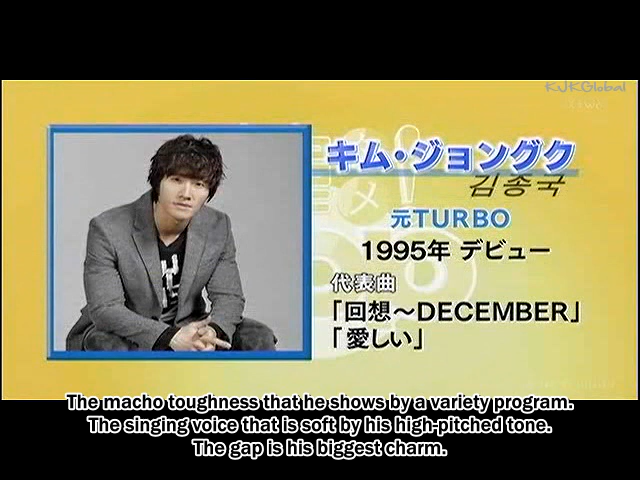 KJKGlobal
キム・ジョングク
김종국
元TURBO
1995年 デビュー
代表曲
「回想〜DECEMBER」
「愛しい」
The macho toughness that he shows by a variety program.
The singing voice that is soft by his high-pitched tone.
The gap is his biggest charm.